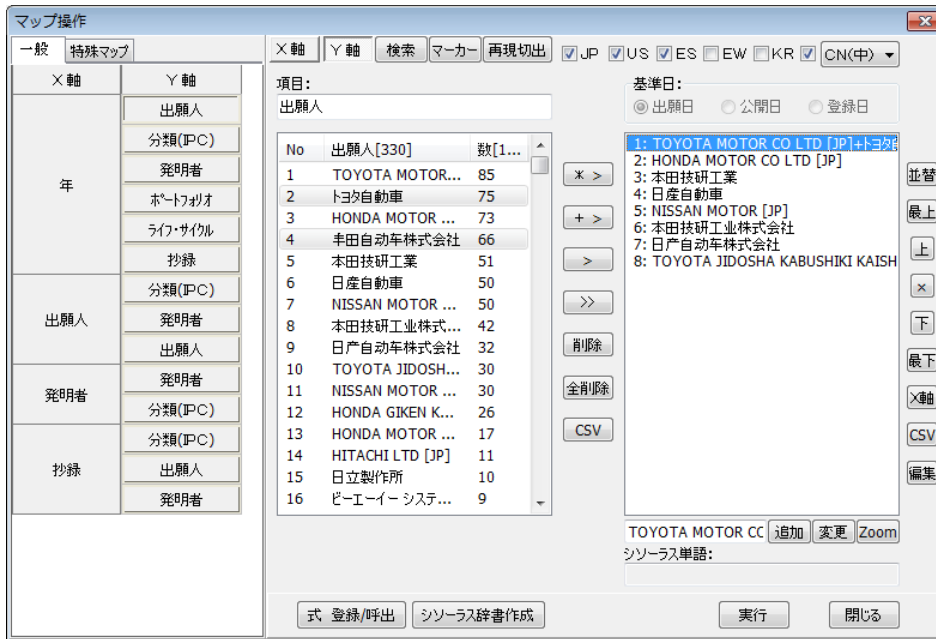 マップ操作
一般 特殊マップ
X軸 Y軸
年
出願人
分類(IPC)
発明者
ポートフォリオ
ライフ・サイクル
抄録
出願人
分類(IPC)
発明者
出願人
発明者
発明者
分類(IPC)
抄録
分類(IPC)
出願人
発明者
X軸 Y軸 検索 マーカー 再現切出 JP US ES EW KR CN(中)
項目:
出願人
基準日:
出願日 公開日 登録日
No 出願人[330] 数[1...
1 TOYOTA MOTOR... 85
2 トヨタ自動車 75
3 HONDA MOTOR ... 73
4 丰田自动车株式会社 66
5 本田技研工業 51
6 日産自動車 50
7 NISSAN MOTOR ... 50
8 本田技研工业株式... 42
9 日产自动车株式会社 32
10 TOYOTA JIDOSH... 30
11 NISSAN MOTOR ... 30
12 HONDA GIKEN K... 26
13 HONDA MOTOR ... 17
14 HITACHI LTD [JP] 11
15 日立製作所 10
16 ビーエーイー システ... 9
* >
+ >
>
>>
削除
全削除
CSV
1: TOYOTA MOTOR CO LTD [JP]+トヨタ自
2: HONDA MOTOR CO LTD [JP]
3: 本田技研工業
4: 日産自動車
5: NISSAN MOTOR [JP]
6: 本田技研工业株式会社
7: 日产自动车株式会社
8: TOYOTA JIDOSHA KABUSHIKI KAISH
並替
最上
上
×
下
最下
X軸
CSV
編集
TOYOTA MOTOR CC 追加 変更 Zoom
シソーラス単語:
式 登録/呼出 シソーラス辞書作成 実行 閉じる